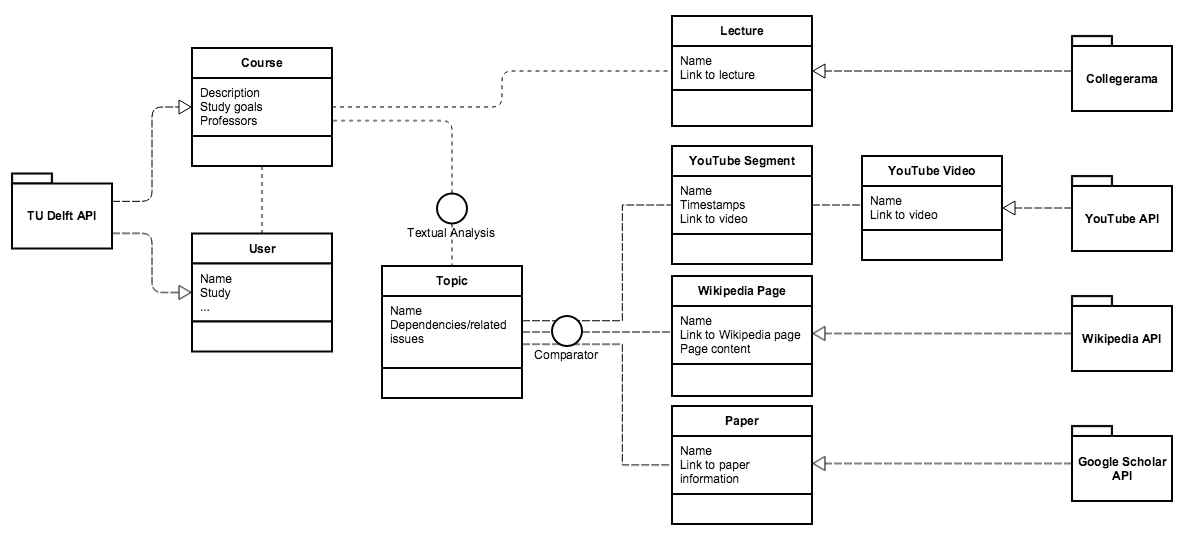 Lecture
Name
Link to lecture
Collegerama
Course
Description
Study goals
Professors
YouTube Segment
Name
Timestamps
Link to video
YouTube Video
Name
Link to video
YouTube API
TU Delft API
Textual Analysis
User
Name
Study
...
Topic
Name
Dependencies/related
issues
Comparator
Wikipedia Page
Name
Link to Wikipedia page
Page content
Wikipedia API
Paper
Name
Link to paper
information
Google Scholar
API